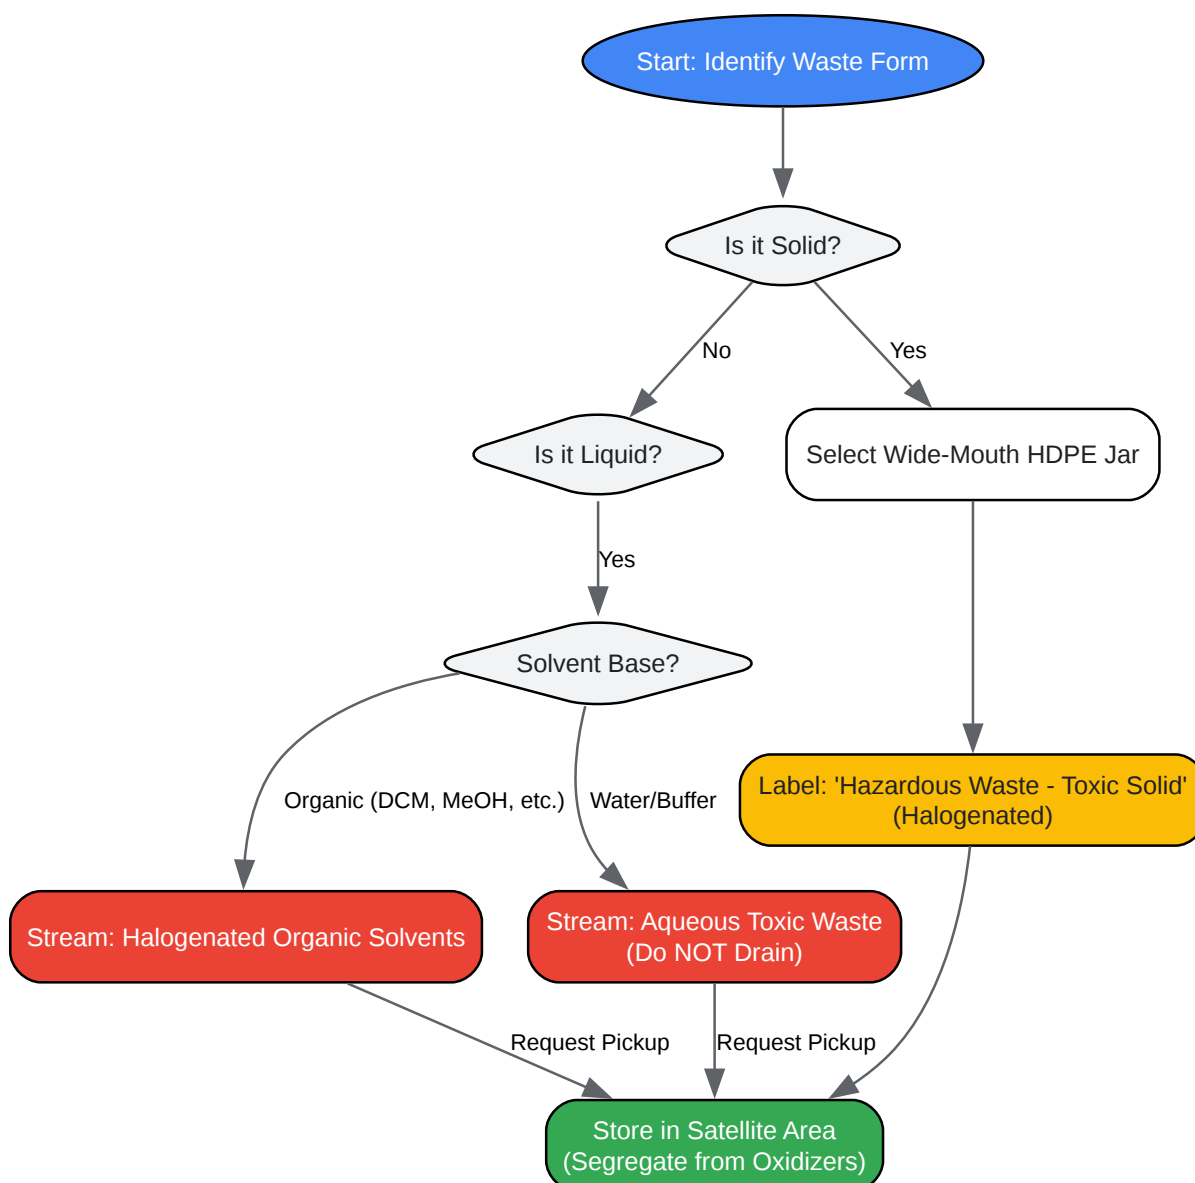 Start: Identify Waste Form
Is it Solid?
No
Yes
Is it Liquid?
Select Wide-Mouth HDPE Jar
Yes
Solvent Base?
Organic (DCM, MeOH, etc.)
Water/Buffer
Label: 'Hazardous Waste - Toxic Solid'
(Halogenated)
Stream: Halogenated Organic Solvents
Stream: Aqueous Toxic Waste
(Do NOT Drain)
Request Pickup
Request Pickup
Store in Satellite Area
(Segregate from Oxidizers)